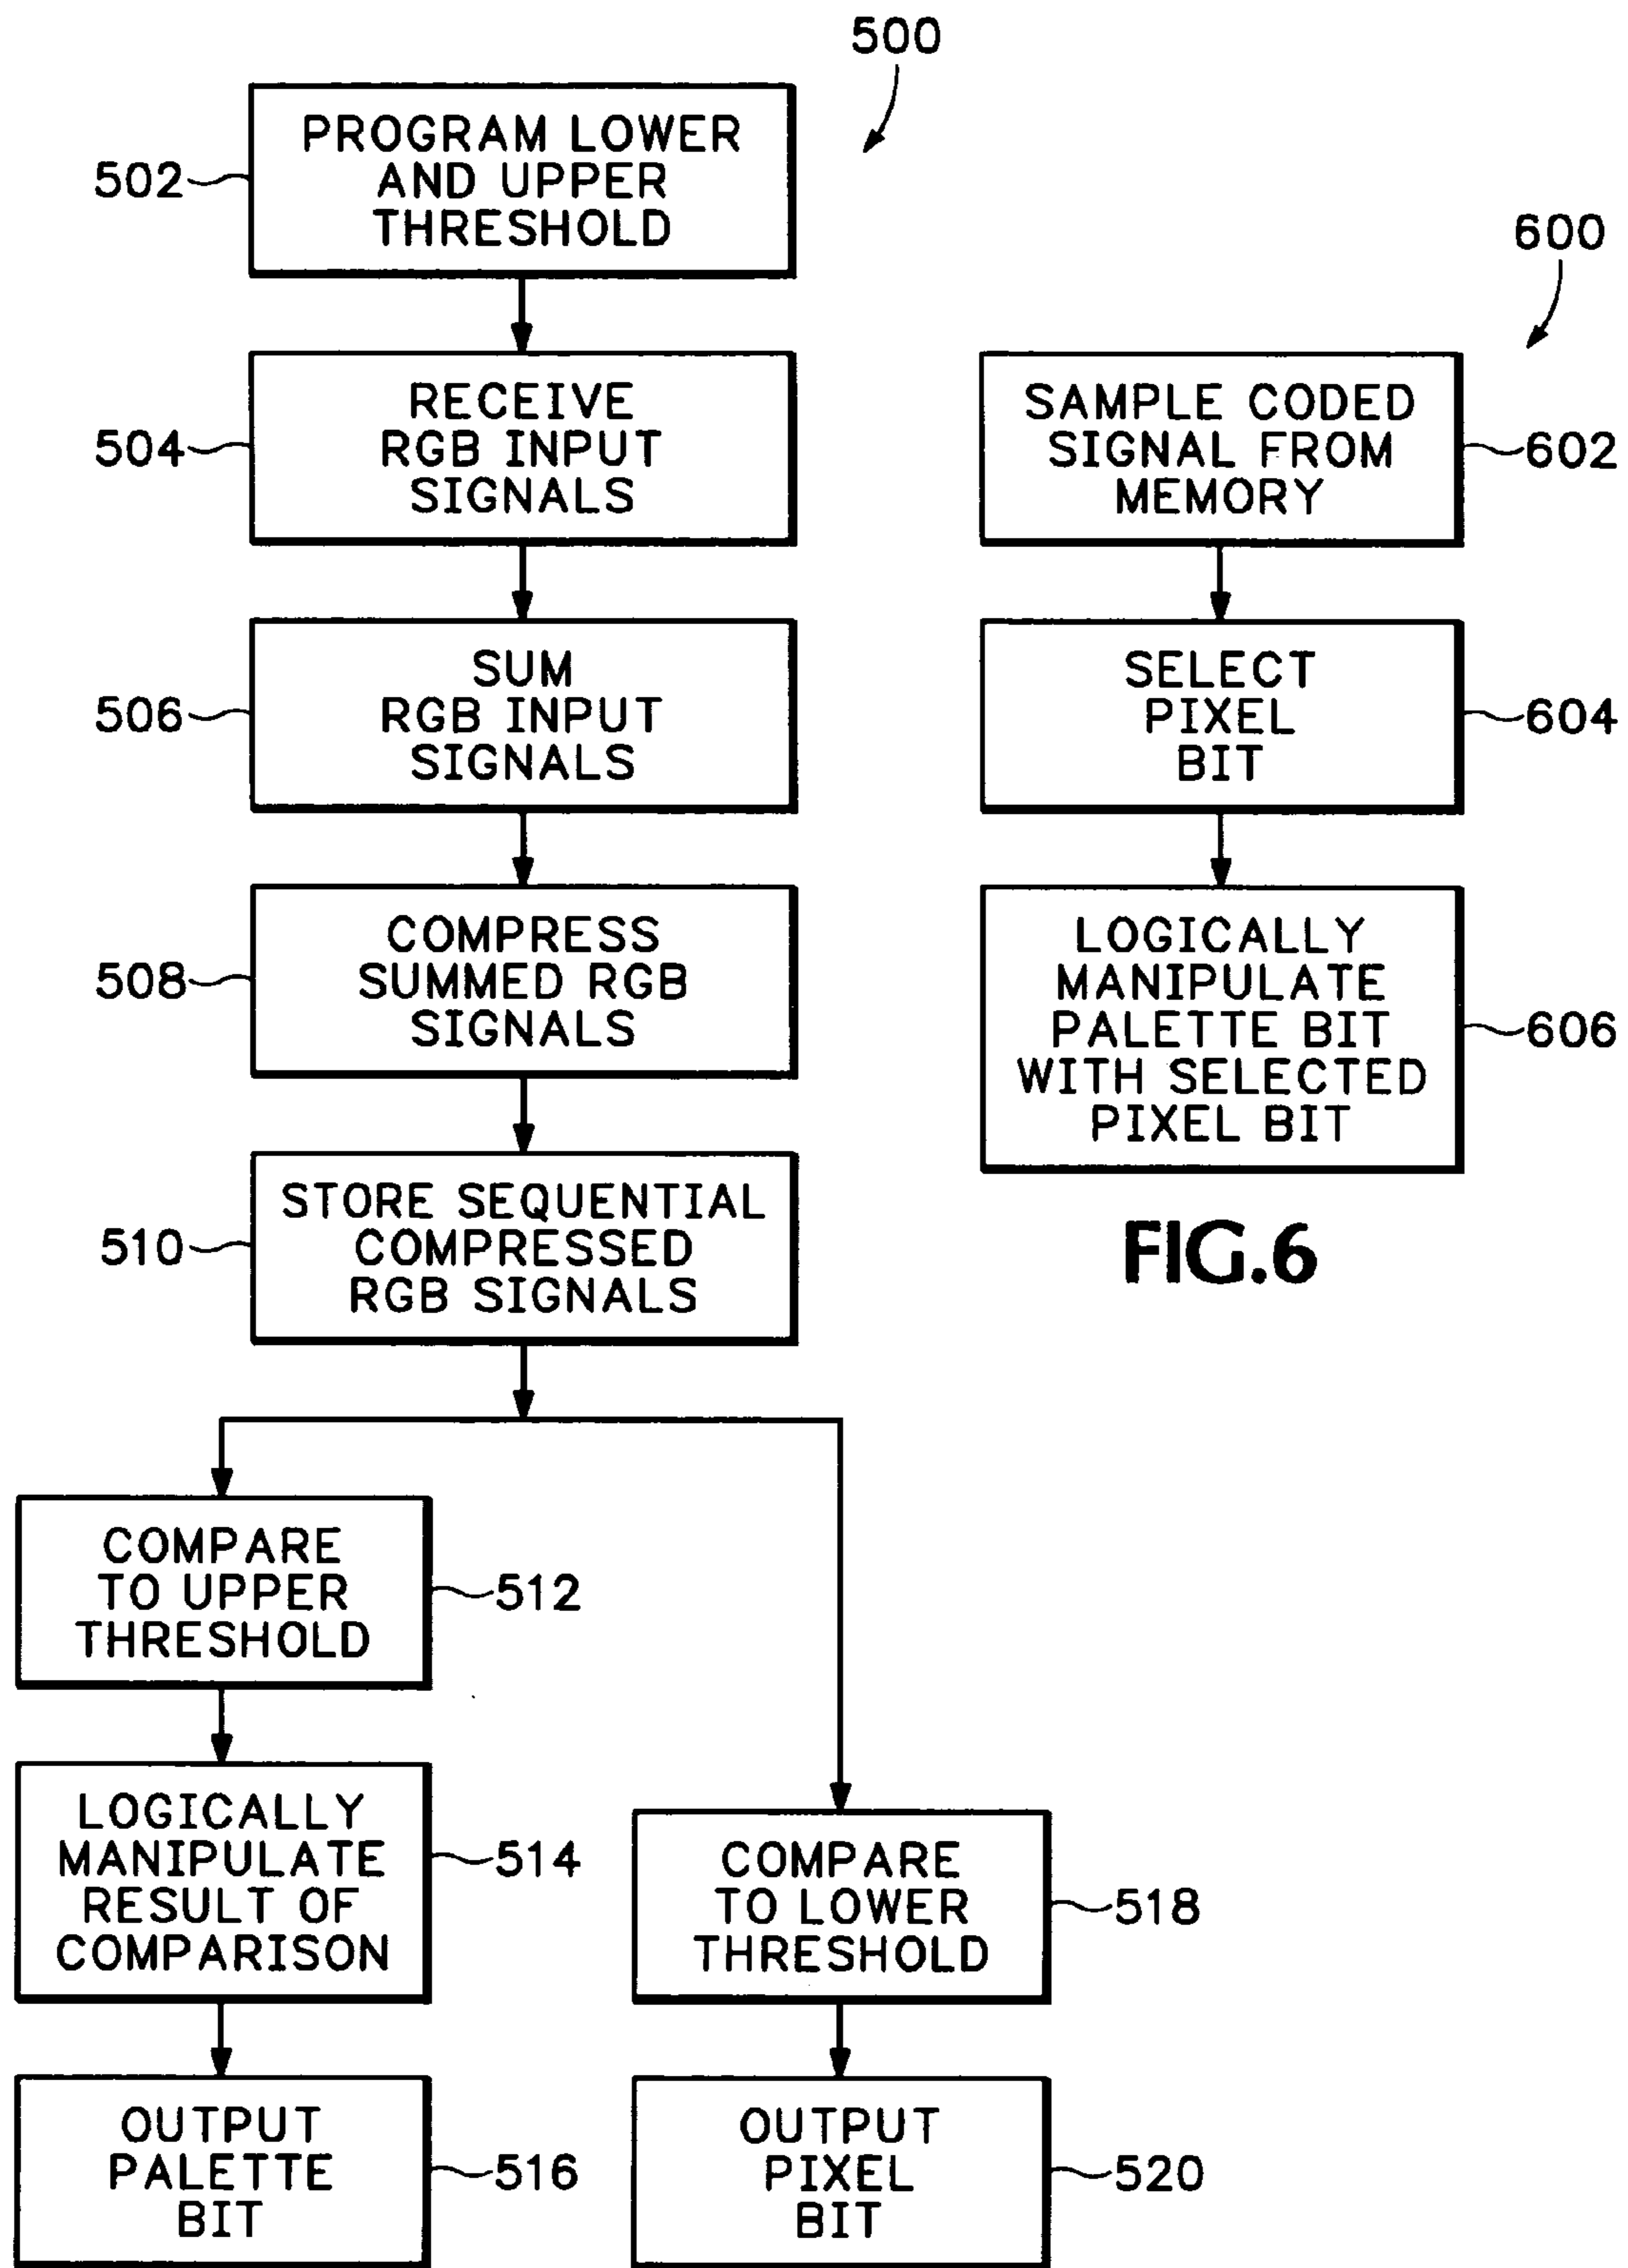 500
PROGRAM LOWER
AND UPPER
THRESHOLD
502
RECEIVE
RGB INPUT
SIGNALS
504
SUM
RGB INPUT
SIGNALS
506
COMPRESS
SUMMED RGB
SIGNALS
508
STORE SEQUENTIAL
COMPRESSED
RGB SIGNALS
510
COMPARE
TO UPPER
THRESHOLD
512
LOGICALLY
MANIPULATE
RESULT OF
COMPARISON
514
OUTPUT
PALETTE
BIT
516
COMPARE
TO LOWER
THRESHOLD
518
OUTPUT
PIXEL
BIT
520
600
SAMPLE CODED
SIGNAL FROM
MEMORY
602
SELECT
PIXEL
BIT
604
LOGICALLY
MANIPULATE
PALETTE BIT
WITH SELECTED
PIXEL BIT
606
FIG.6